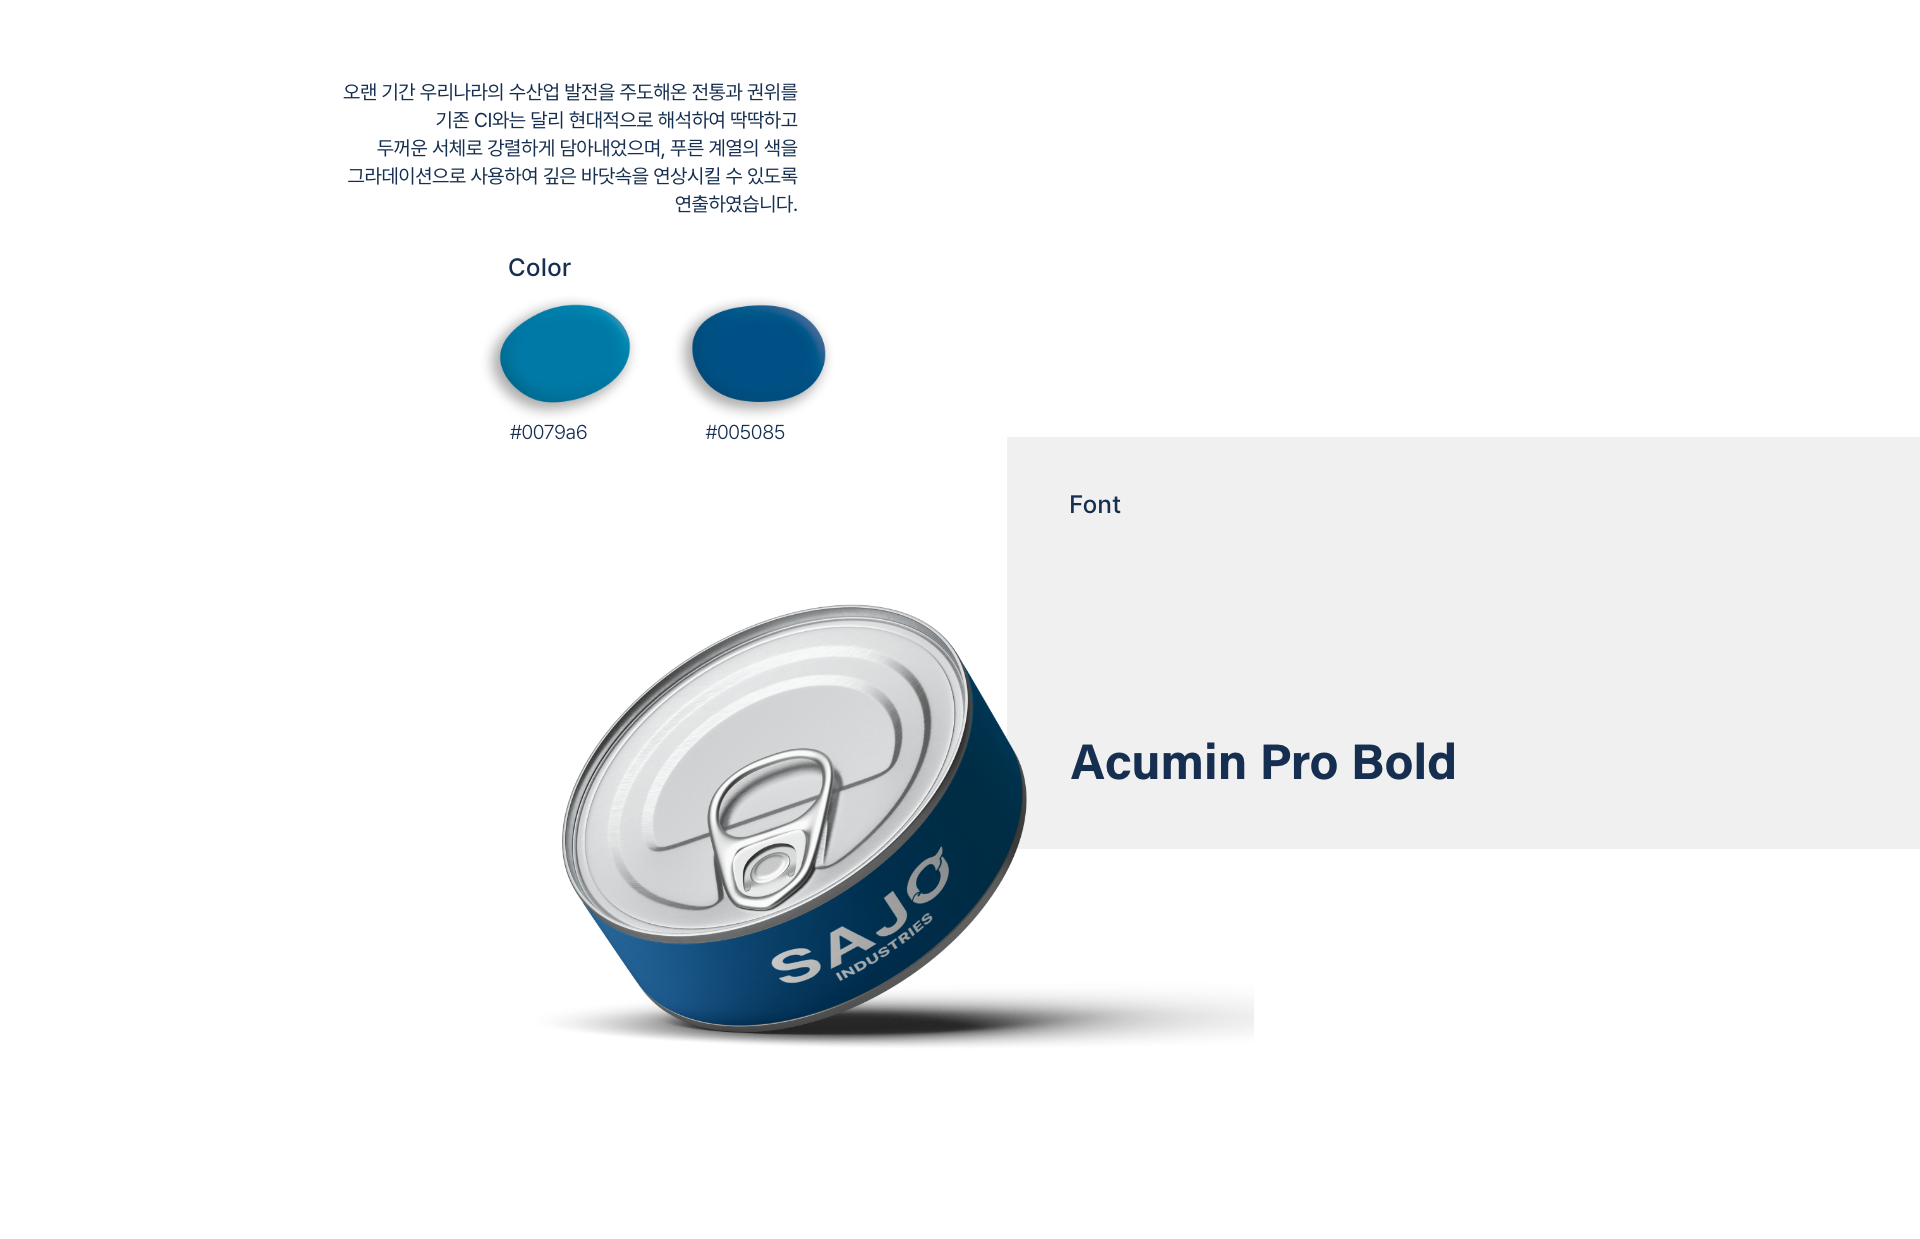 오랜 기간 우리나라의 수산업 발전을 주도해온 전통과 권위를
기존 CI와는 달리 현대적으로 해석하여 딱딱하고
두꺼운 서체로 강렬하게 담아내었으며, 푸른 계열의 색을
그라데이션으로 사용하여 깊은 바닷속을 연상시킬 수 있도록
연출하였습니다.
Color
#0079a6
#005085
Font
Acumin Pro Bold
SAJO
INDUSTRIES